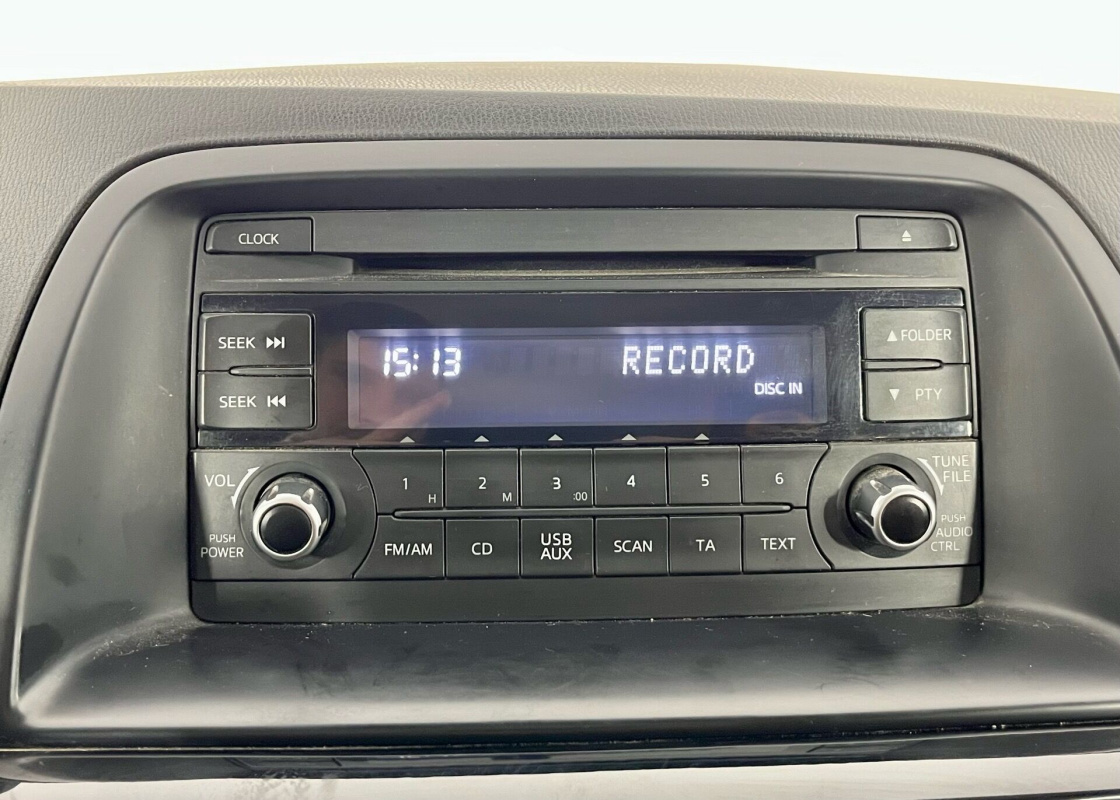 CLOCK
SEEK
SEEK
15:13 RECORD
DISC IN
▲ FOLDER
▼ PTY
VOL
PUSH
POWER
1 H
2 M
3 :00
4
5
6
FM/AM
CD
USB
AUX
SCAN
TA
TEXT
TUNE
FILE
PUSH
AUDIO
CTRL